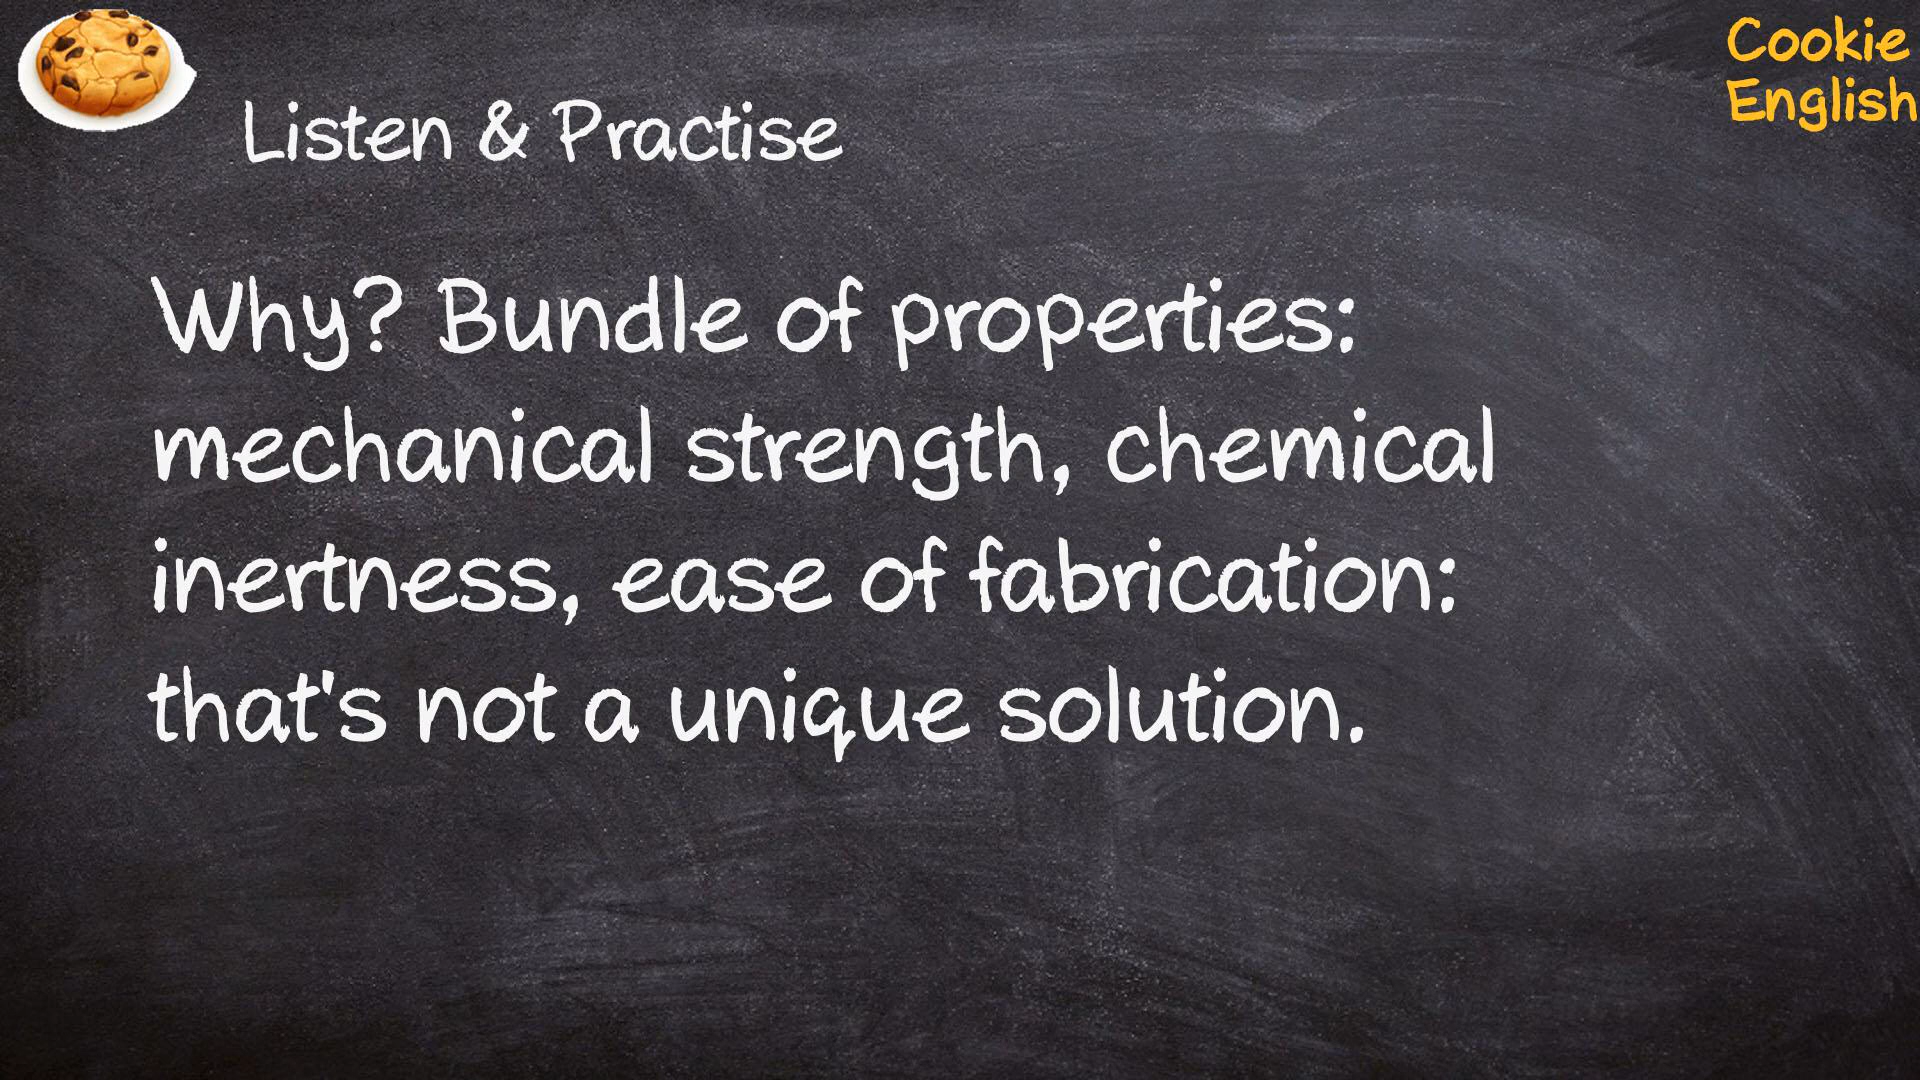 Cookie
English
Listen & Practise
Why? Bundle of properties:
mechanical strength, chemical
inertness, ease of fabrication:
that's not a unique solution.